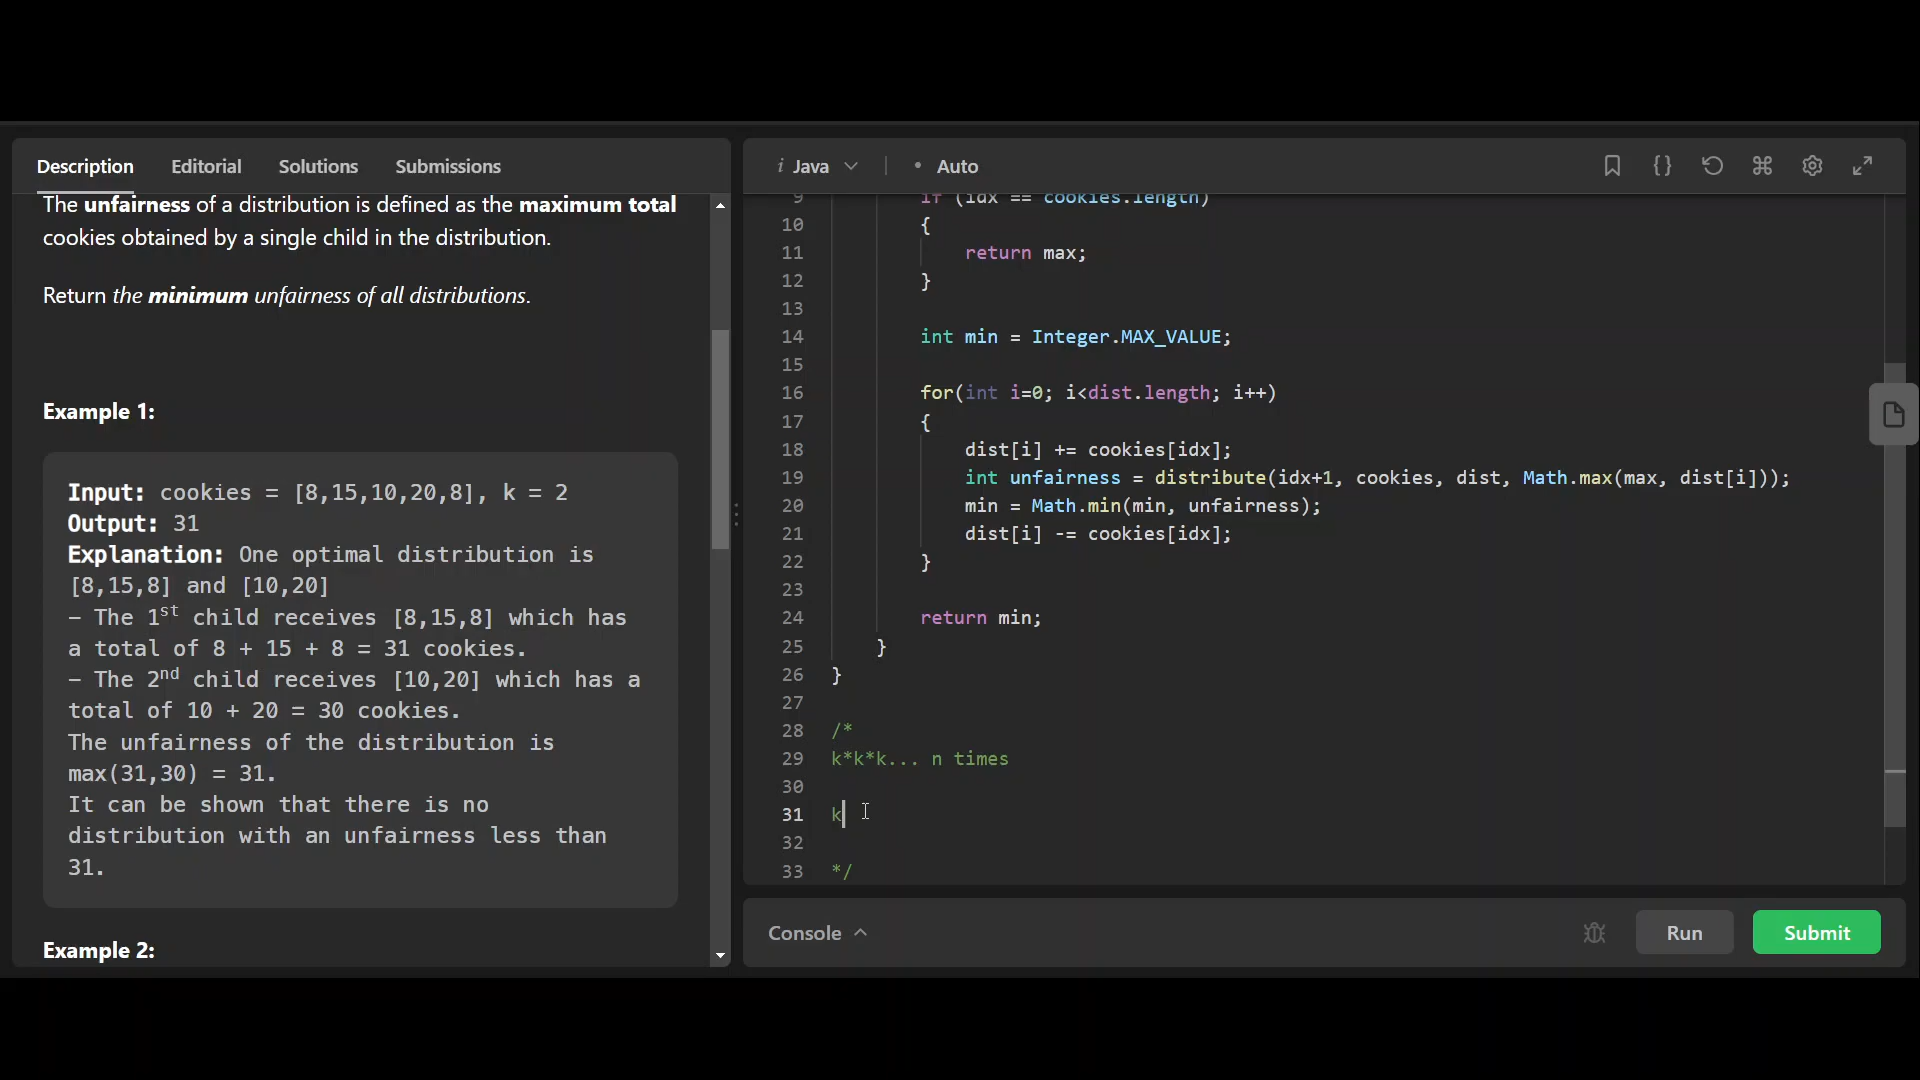 Description Editorial Solutions Submissions
The unfairness of a distribution is defined as the maximum total
cookies obtained by a single child in the distribution.
Return the minimum unfairness of all distributions.
Example 1:
Input: cookies = [8,15,10,20,8], k = 2
Output: 31
Explanation: One optimal distribution is
[8,15,8] and [10,20]
− The 1st child receives [8,15,8] which has
a total of 8 + 15 + 8 = 31 cookies.
− The 2nd child receives [10,20] which has a
total of 10 + 20 = 30 cookies.
The unfairness of the distribution is
max(31,30) = 31.
It can be shown that there is no
distribution with an unfairness less than
31.
Example 2:
i Java • Auto
9 if (idx == cookies.length)
10 {
11 return max;
12 }
13
14 int min = Integer.MAX_VALUE;
15
16 for(int i=0; i<dist.length; i++)
17 {
18 dist[i] += cookies[idx];
19 int unfairness = distribute(idx+1, cookies, dist, Math.max(max, dist[i]));
20 min = Math.min(min, unfairness);
21 dist[i] -= cookies[idx];
22 }
23
24 return min;
25 }
26 }
27
28 /*
29 k*k*k... n times
30
31 k
32
33 */
Console Run Submit